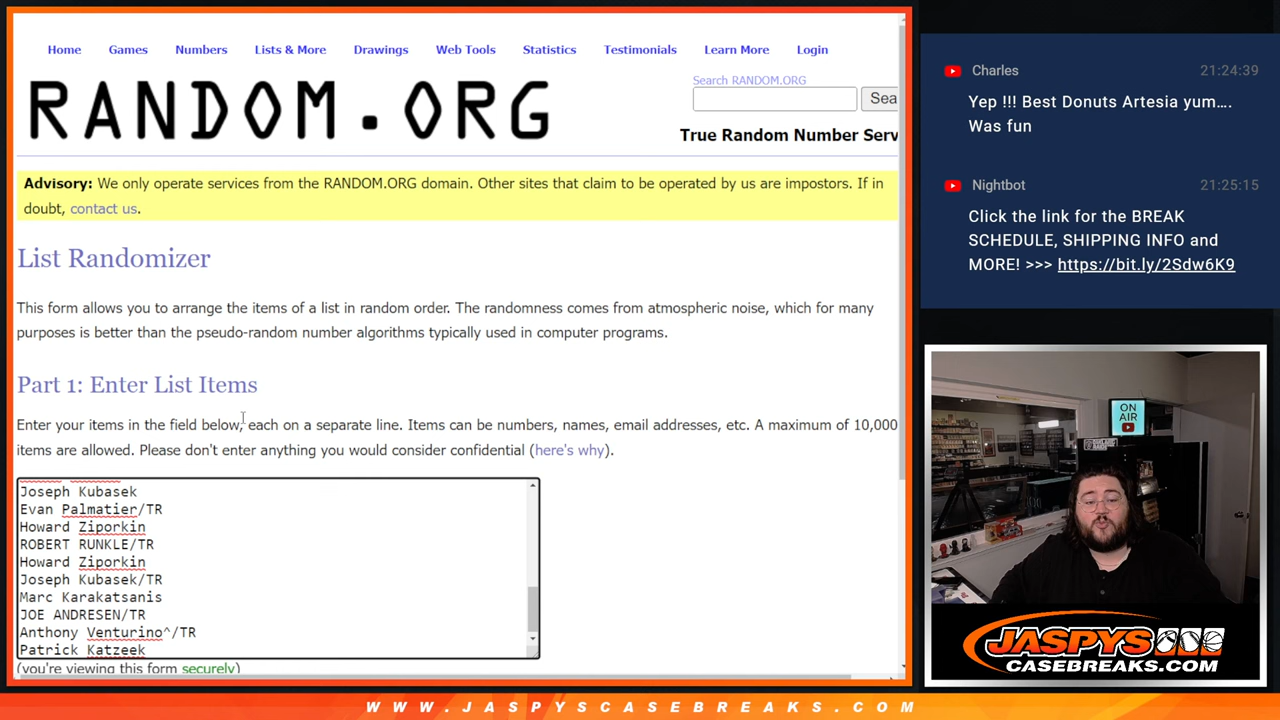 Home Games Numbers Lists & More Drawings Web Tools Statistics Testimonials Learn More Login
RANDOM.ORG
Search RANDOM.ORG
Sea
True Random Number Serv
Advisory: We only operate services from the RANDOM.ORG domain. Other sites that claim to be operated by us are impostors. If in
doubt, contact us.
List Randomizer
This form allows you to arrange the items of a list in random order. The randomness comes from atmospheric noise, which for many
purposes is better than the pseudo-random number algorithms typically used in computer programs.
Part 1: Enter List Items
Enter your items in the field below, each on a separate line. Items can be numbers, names, email addresses, etc. A maximum of 10,000
items are allowed. Please don't enter anything you would consider confidential (here's why).
Joseph Kubasek
Evan Palmatier/TR
Howard Ziporkin
ROBERT RUNKLE/TR
Howard Ziporkin
Joseph Kubasek/TR
Marc Karakatsanis
JOE ANDRESEN/TR
Anthony Venturino^/TR
Patrick Katzeek
(you're viewing this form securely)
Charles 21:24:39
Yep !!! Best Donuts Artesia yum....
Was fun
Nightbot 21:25:15
Click the link for the BREAK
SCHEDULE, SHIPPING INFO and
MORE! >>> https://bit.ly/2Sdw6K9
ON
AIR
JASPYS
CASEBREAKS.COM
WWW.JASPYSCASEBREAKS.COM